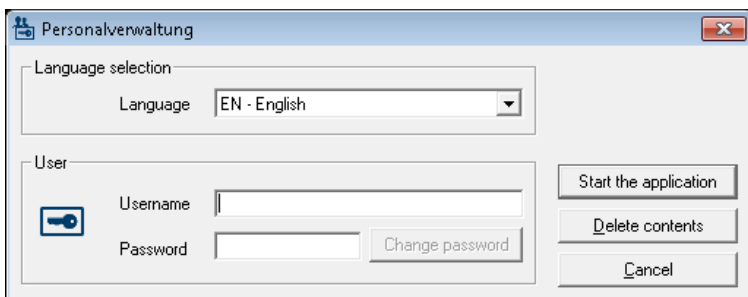 Personalverwaltung
Language selection
Language EN - English
User
Username
Password Change password
Start the application
Delete contents
Cancel